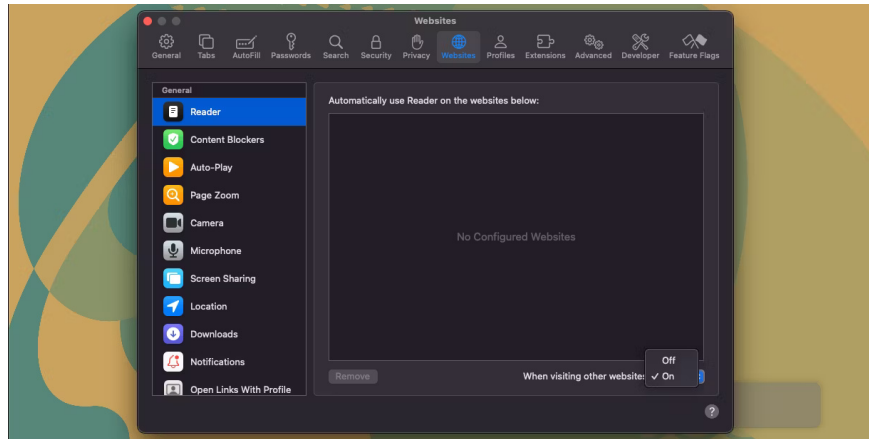 Websites
General Tabs AutoFill Passwords Search Security Privacy Websites Profiles Extensions Advanced Developer Feature Flags
General
Reader
Content Blockers
Auto-Play
Page Zoom
Camera
Microphone
Screen Sharing
Location
Downloads
Notifications
Open Links With Profile
Automatically use Reader on the websites below:
No Configured Websites
Off
Remove When visiting other websites ✓ On
?